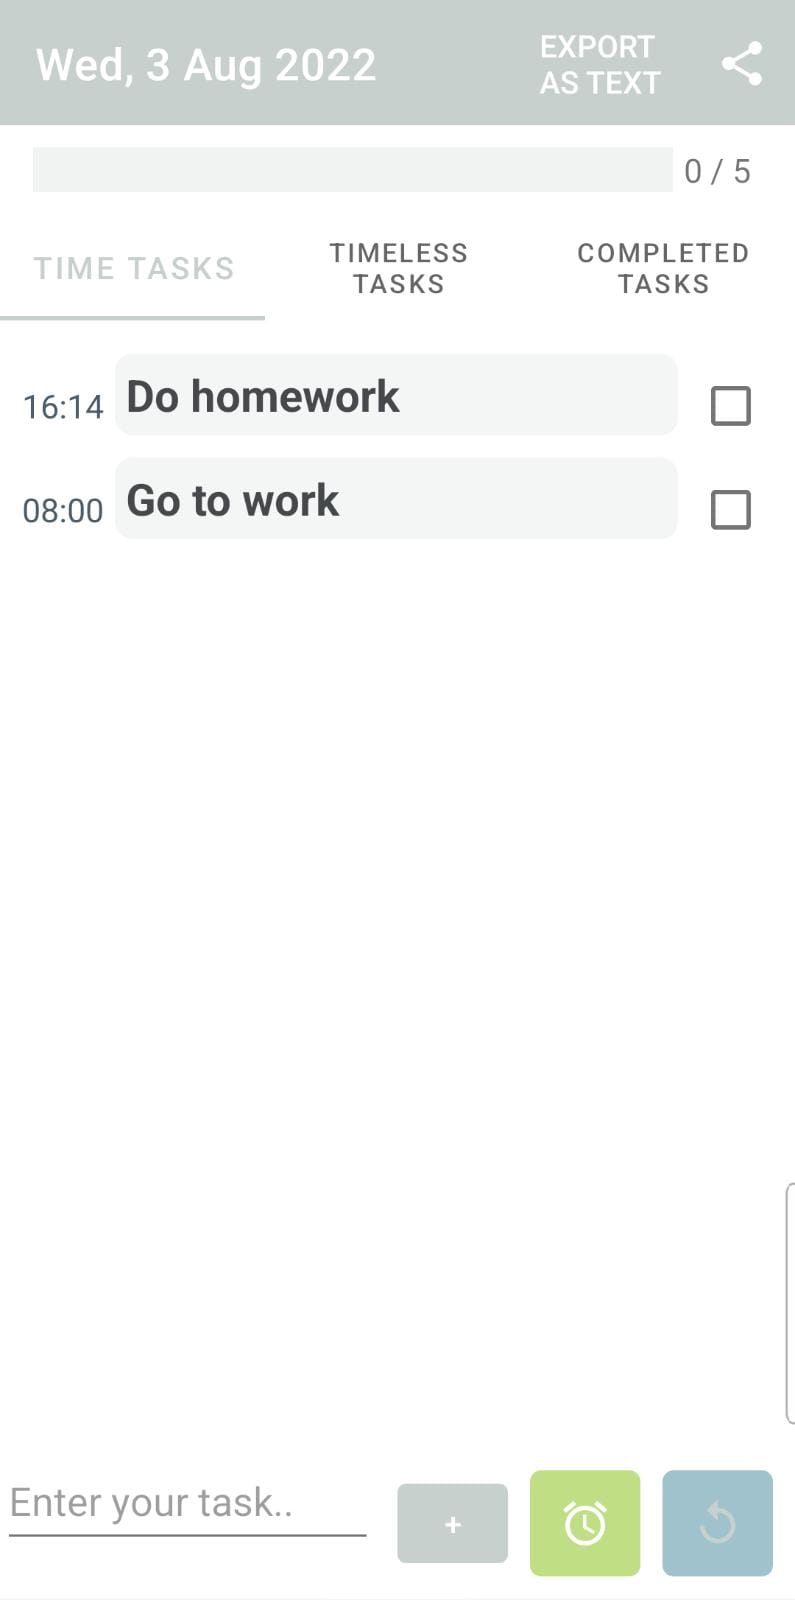 Wed, 3 Aug 2022
EXPORT
AS TEXT
0 / 5
TIME TASKS
TIMELESS
TASKS
COMPLETED
TASKS
16:14 Do homework
08:00 Go to work
Enter your task..
+